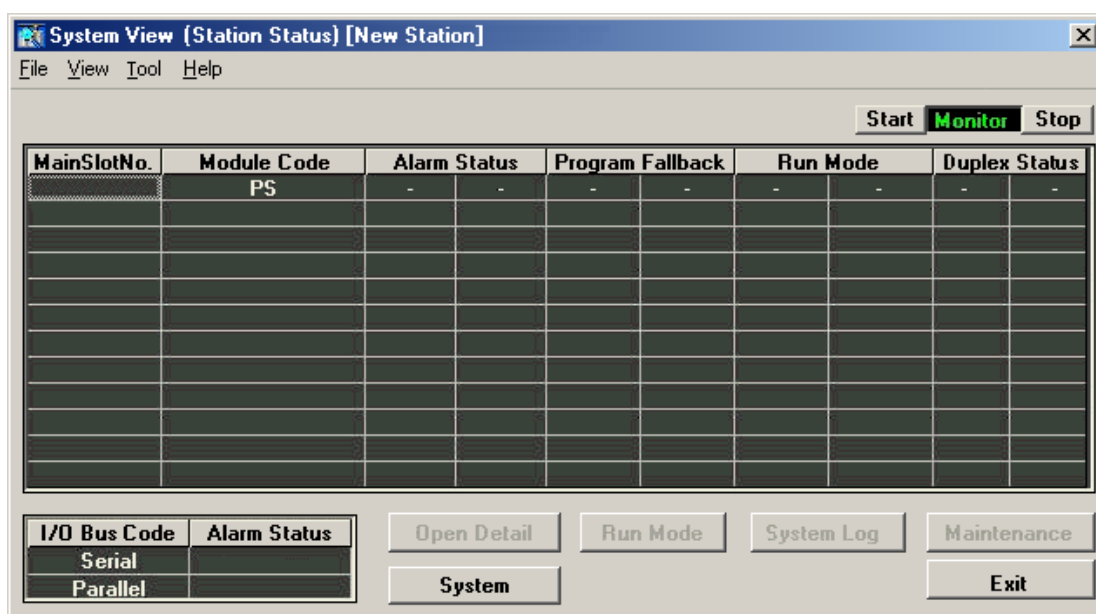 System View (Station Status) [New Station]
File View Tool Help
Start Monitor Stop
MainSlotNo. Module Code Alarm Status Program Fallback Run Mode Duplex Status
PS - - - - - - - -
I/O Bus Code Alarm Status
Serial
Parallel
Open Detail Run Mode System Log Maintenance
System Exit